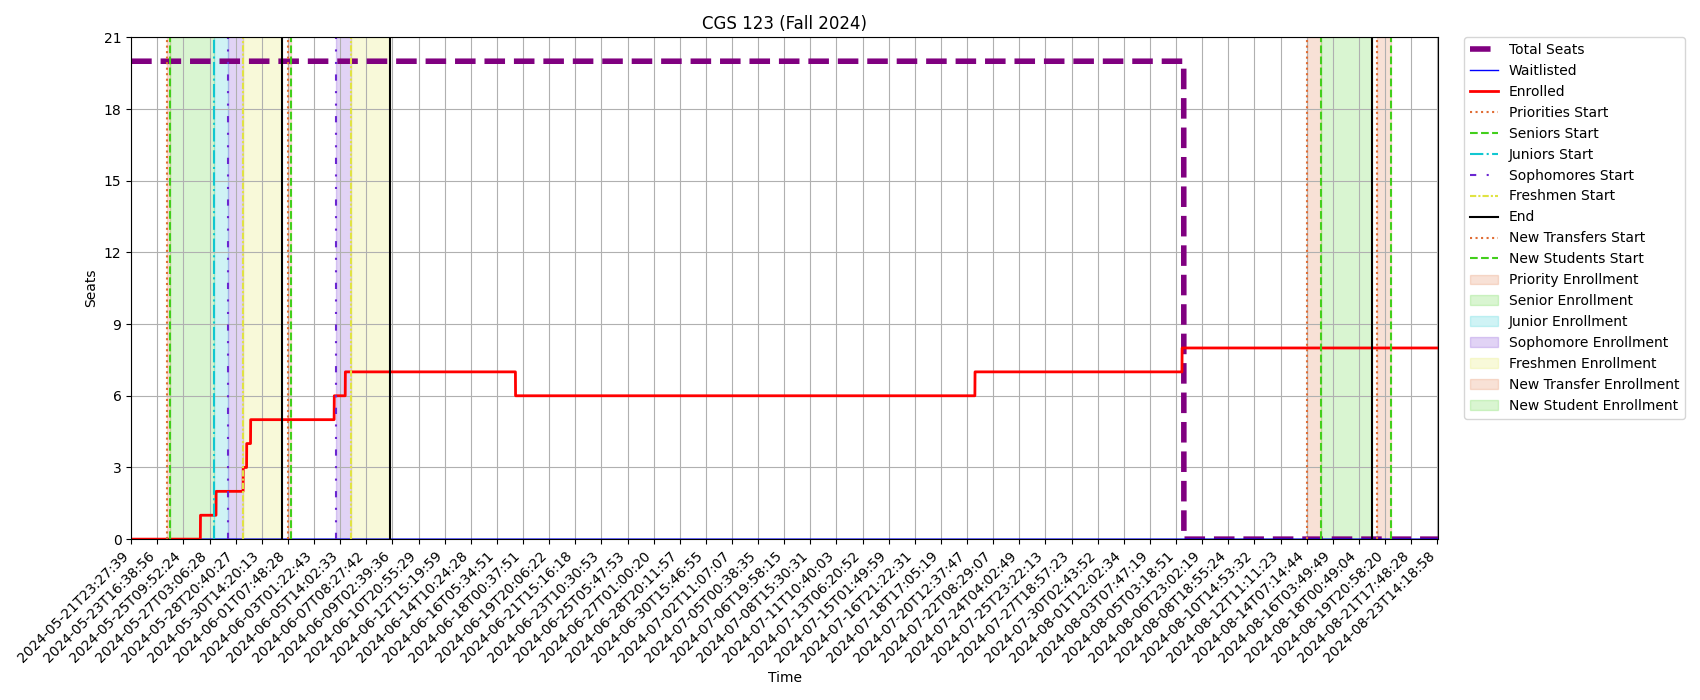 CGS 123 (Fall 2024)
21
18
15
12
9
6
3
0
Seats
2024-05-21T23:27:39
2024-05-23T16:38:56
2024-05-25T09:52:24
2024-05-27T03:06:28
2024-05-28T20:40:27
2024-05-30T14:20:13
2024-06-01T07:48:28
2024-06-03T01:22:43
2024-06-05T14:02:33
2024-06-07T08:27:42
2024-06-09T02:39:36
2024-06-10T20:55:29
2024-06-12T15:19:59
2024-06-14T10:24:28
2024-06-16T05:34:51
2024-06-18T00:37:51
2024-06-19T20:06:22
2024-06-21T15:16:18
2024-06-23T10:30:53
2024-06-25T05:47:53
2024-06-27T01:00:20
2024-06-28T20:11:57
2024-06-30T15:46:55
2024-07-02T11:07:07
2024-07-05T00:38:35
2024-07-06T19:58:15
2024-07-08T15:30:31
2024-07-11T10:40:03
2024-07-13T06:20:52
2024-07-15T01:49:59
2024-07-16T21:22:31
2024-07-18T17:05:19
2024-07-20T12:37:47
2024-07-22T08:29:07
2024-07-24T04:02:49
2024-07-25T23:22:13
2024-07-27T18:57:23
2024-07-30T02:43:52
2024-08-01T12:02:34
2024-08-03T07:47:19
2024-08-05T03:18:51
2024-08-06T23:02:19
2024-08-08T18:55:24
2024-08-10T14:53:32
2024-08-12T11:11:23
2024-08-14T07:14:44
2024-08-16T03:49:49
2024-08-18T00:49:04
2024-08-19T20:58:20
2024-08-21T17:48:28
2024-08-23T14:18:58
Time
Total Seats
Waitlisted
Enrolled
Priorities Start
Seniors Start
Juniors Start
Sophomores Start
Freshmen Start
End
New Transfers Start
New Students Start
Priority Enrollment
Senior Enrollment
Junior Enrollment
Sophomore Enrollment
Freshmen Enrollment
New Transfer Enrollment
New Student Enrollment